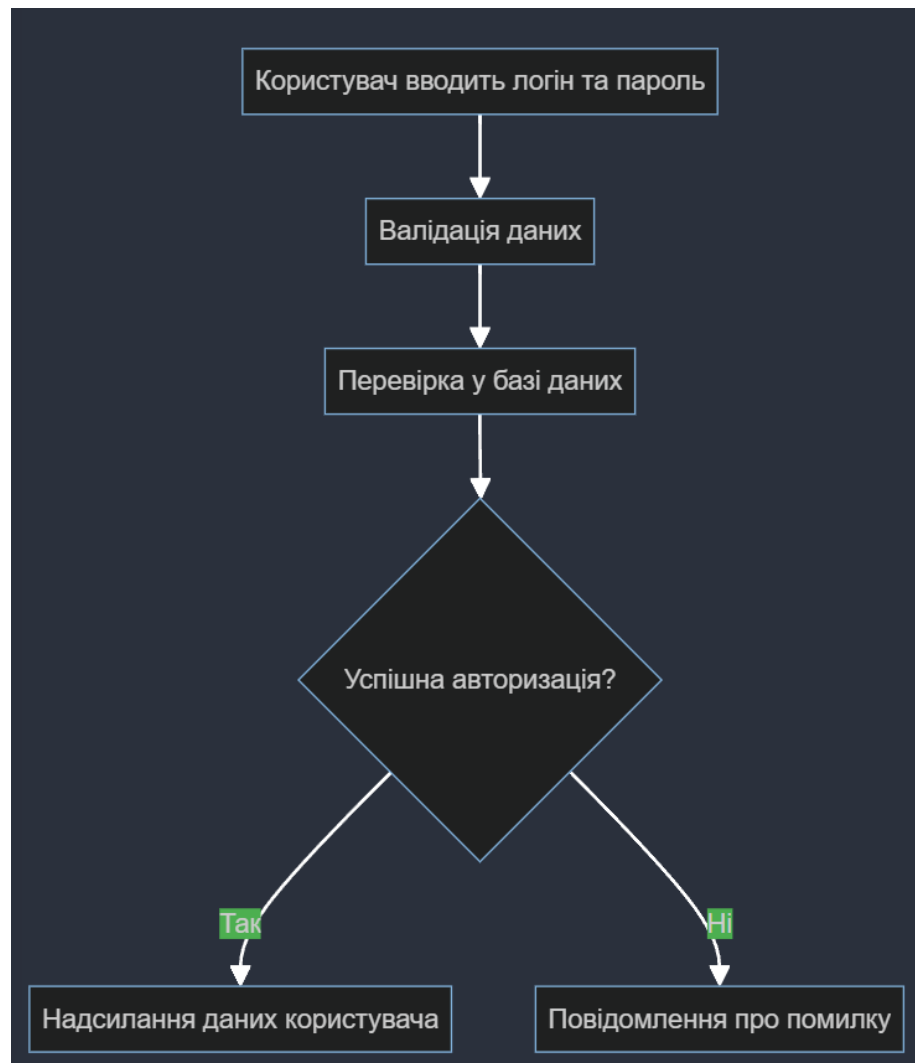 Користувач вводить логін та пароль
Валідація даних
Перевірка у базі даних
Успішна авторизація?
Так
Ні
Надсилання даних користувача
Повідомлення про помилку